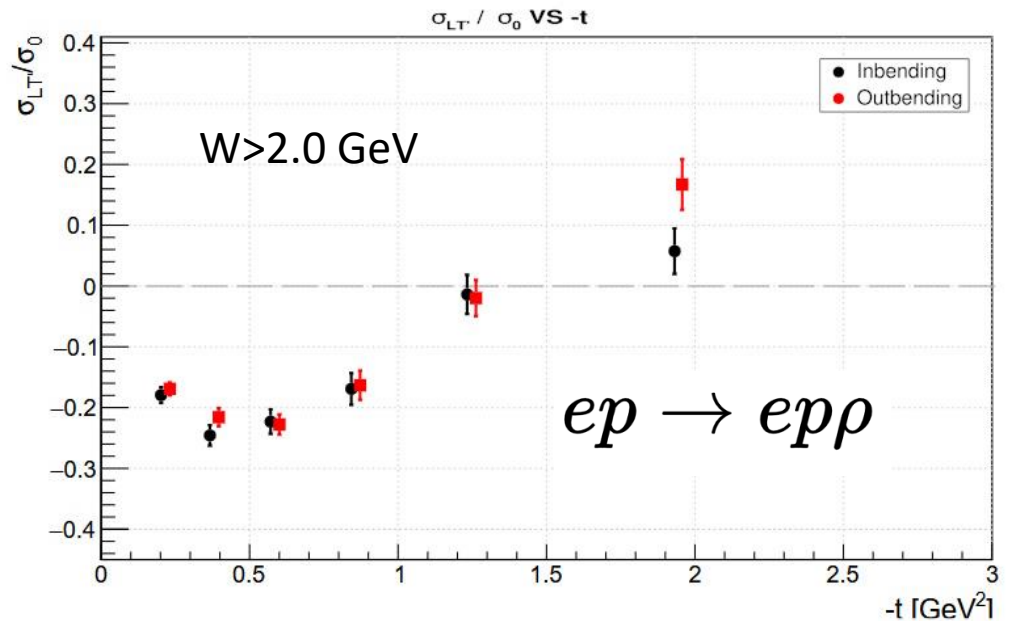 σLT' / σ0 VS -t
σLT'/σ0
Inbending
Outbending
W>2.0 GeV
ep → epρ
0.4
0.3
0.2
0.1
0
−0.1
−0.2
−0.3
−0.4
0 0.5 1 1.5 2 2.5 3
-t [GeV²]